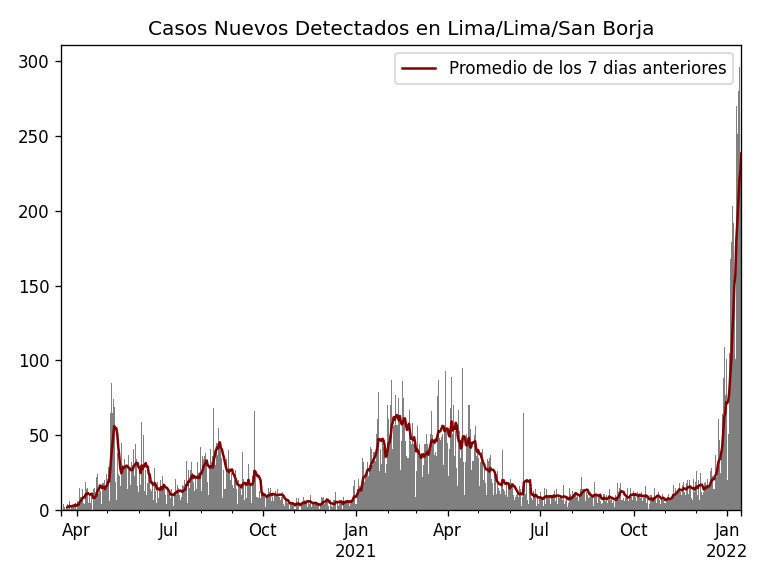 Casos Nuevos Detectados en Lima/Lima/San Borja
Promedio de los 7 dias anteriores
300
250
200
150
100
50
0
Apr Jul Oct Jan Apr Jul Oct Jan
2021 2022